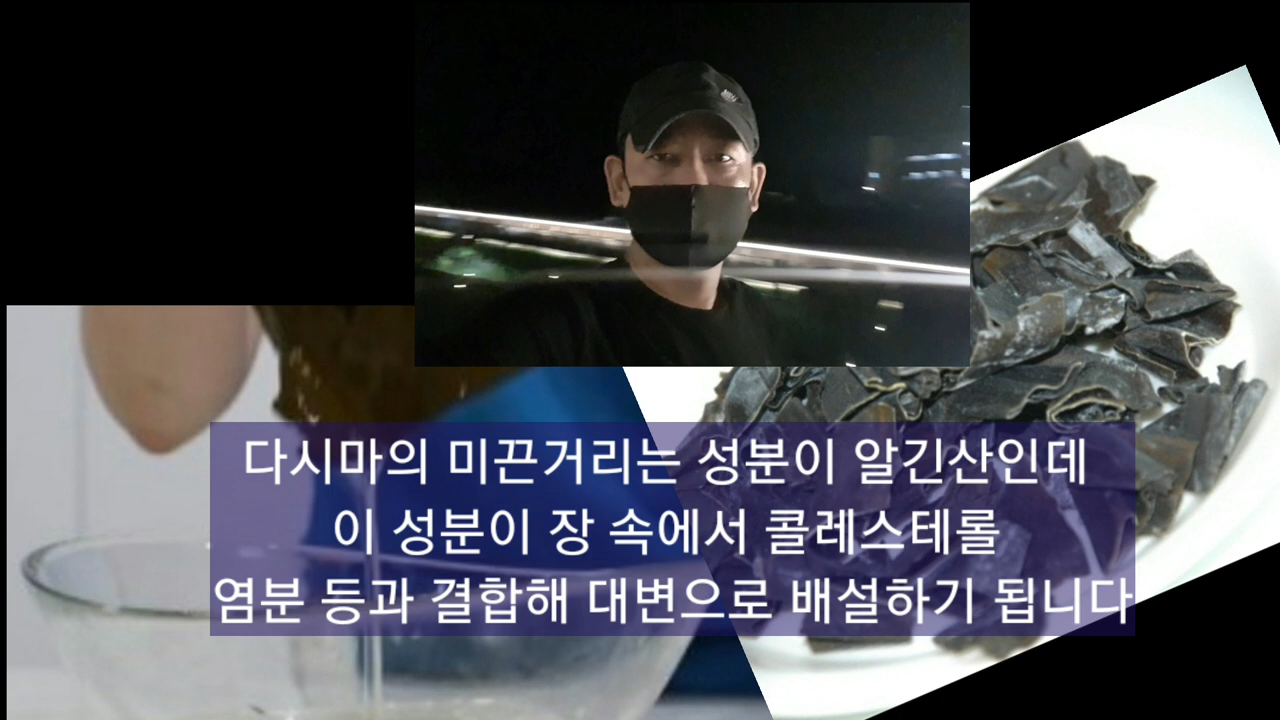 다시마의 미끈거리는 성분이 알긴산인데
이 성분이 장 속에서 콜레스테롤
염분 등과 결합해 대변으로 배설하기 됩니다